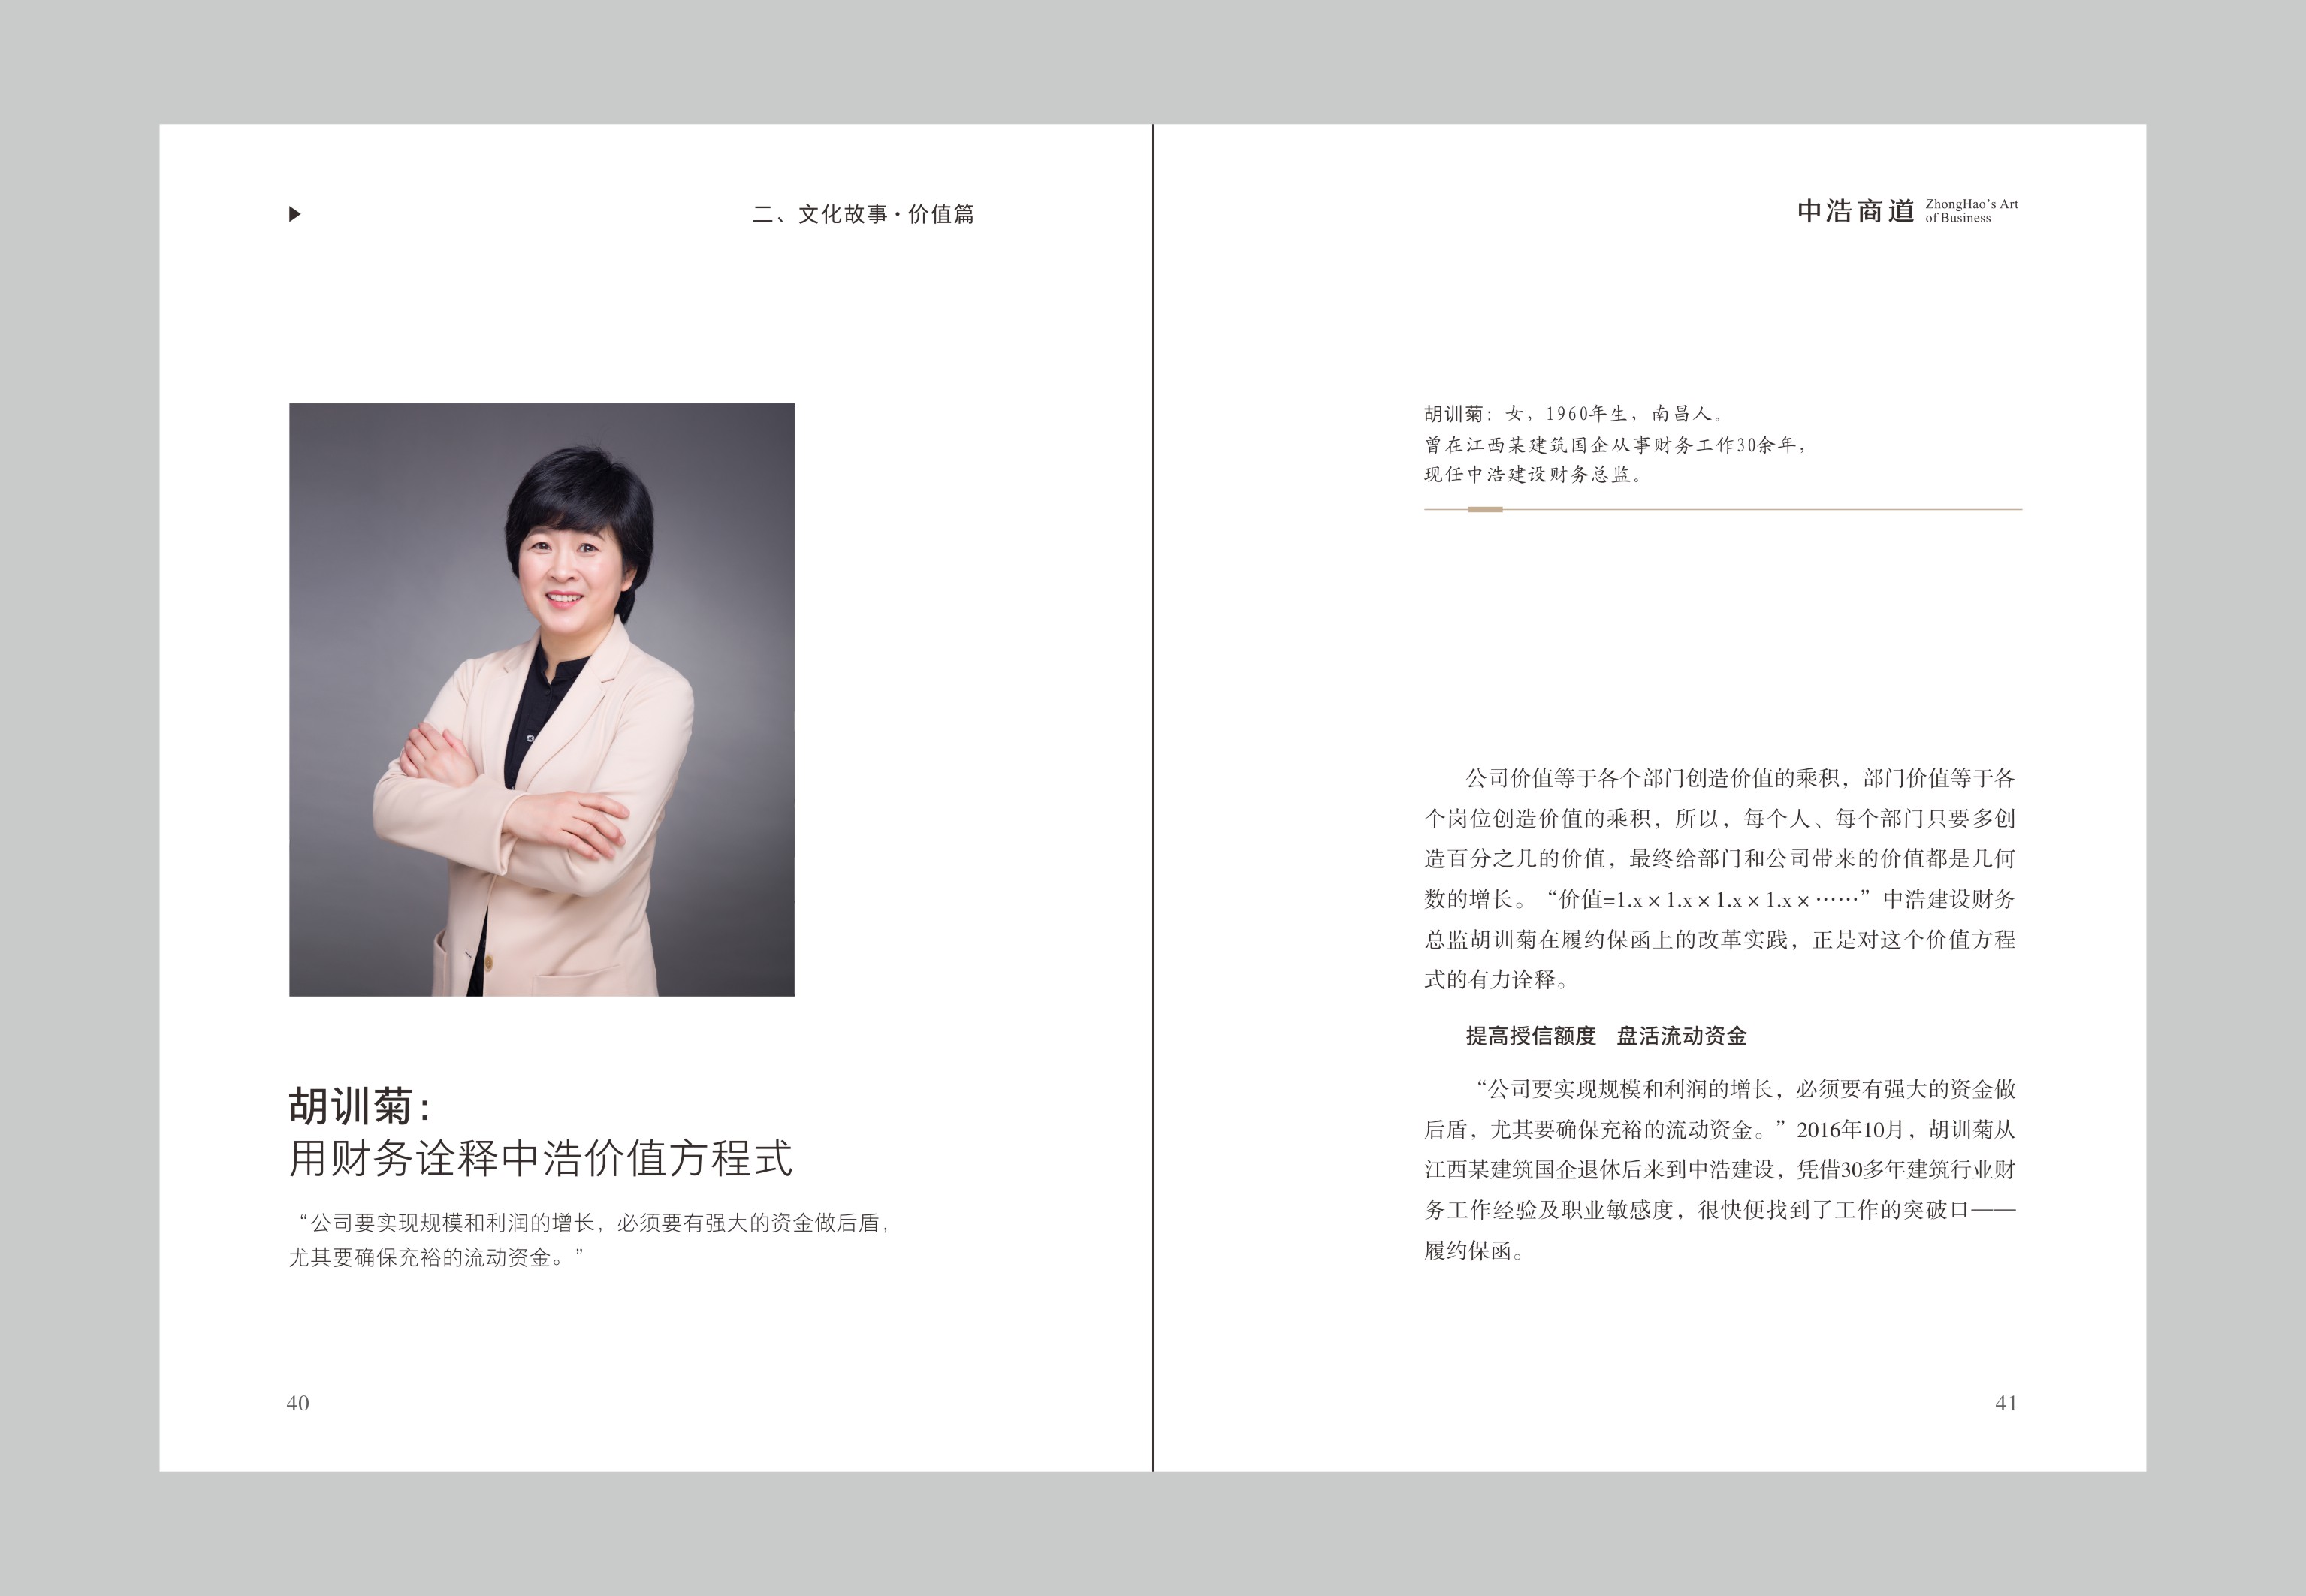 二、文化故事·价值篇
胡训菊：
用财务诠释中浩价值方程式
“公司要实现规模和利润的增长，必须要有强大的资金做后盾，
尤其要确保充裕的流动资金。”
40
中浩商道 ZhongHao's Art
of Business
胡训菊：女，1960年生，南昌人。
曾在江西某建筑国企从事财务工作30余年，
现任中浩建设财务总监。
公司价值等于各个部门创造价值的乘积，部门价值等于各
个岗位创造价值的乘积，所以，每个人、每个部门只要多创
造百分之几的价值，最终给部门和公司带来的价值都是几何
数的增长。“价值=1.x×1.x×1.x×1.x×……”中浩建设财务
总监胡训菊在履约保函上的改革实践，正是对这个价值方程
式的有力诠释。
提高授信额度　盘活流动资金
“公司要实现规模和利润的增长，必须要有强大的资金做
后盾，尤其要确保充裕的流动资金。”2016年10月，胡训菊从
江西某建筑国企退休后来到中浩建设，凭借30多年建筑行业财
务工作经验及职业敏感度，很快便找到了工作的突破口——
履约保函。
41